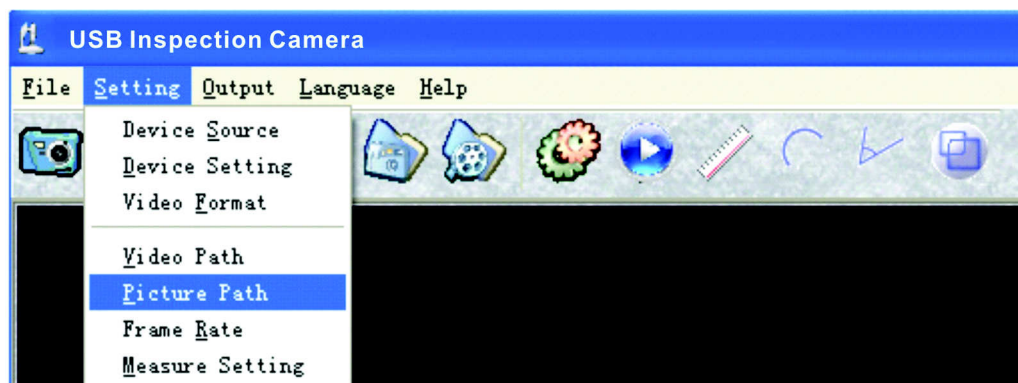 USB Inspection Camera
File Setting Output Language Help
Device Source
Device Setting
Video Format
Video Path
Picture Path
Frame Rate
Measure Setting